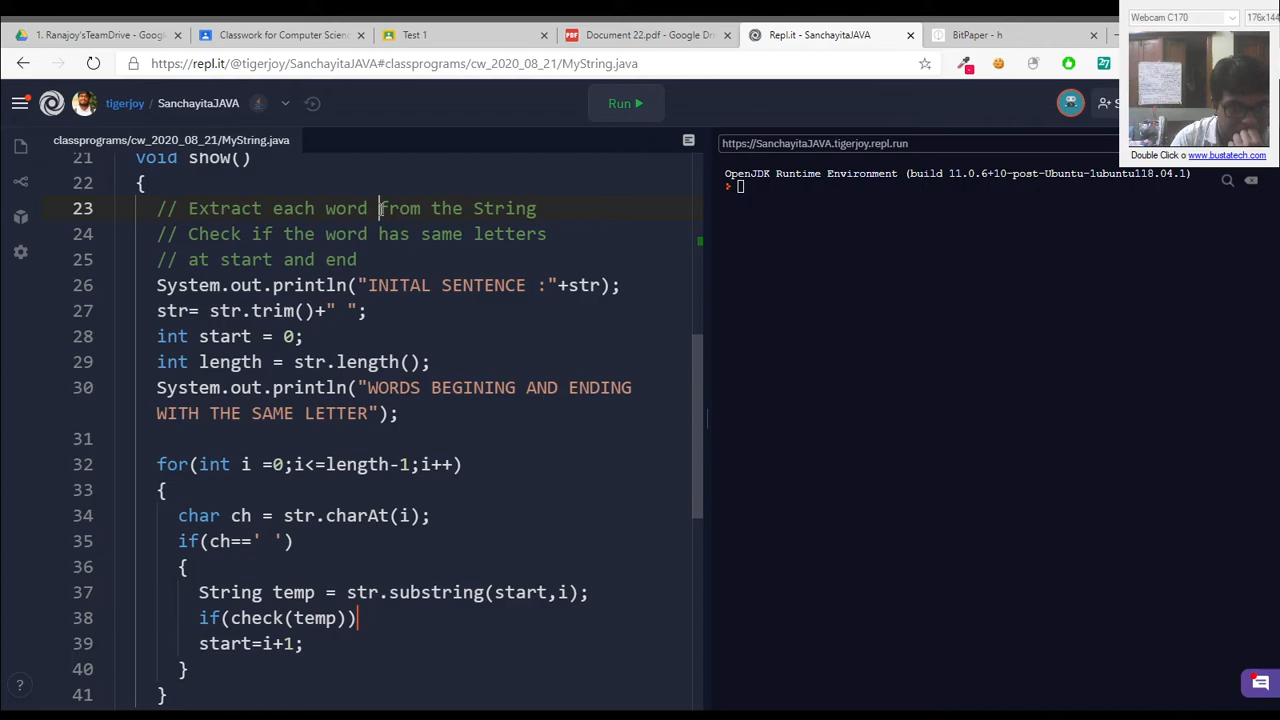 Webcam C170
176x144
1. Ranajoy'sTeamDrive - Google
Classwork for Computer Scienc
Test 1
Document 22.pdf - Google Dri
Repl.it - SanchayitaJAVA
BitPaper - h
https://repl.it/@tigerjoy/SanchayitaJAVA#classprograms/cw_2020_08_21/MyString.java
27
tigerjoy / SanchayitaJAVA
Run
S
Double Click o www.bustatech.com
classprograms/cw_2020_08_21/MyString.java
https://SanchayitaJAVA.tigerjoy.repl.run
OpenJDK Runtime Environment (build 11.0.6+10-post-Ubuntu-1ubuntu118.04.1)
21 void show()
22 {
23 // Extract each word from the String
24 // Check if the word has same letters
25 // at start and end
26 System.out.println("INITAL SENTENCE :"+str);
27 str= str.trim()+" ";
28 int start = 0;
29 int length = str.length();
30 System.out.println("WORDS BEGINING AND ENDING
WITH THE SAME LETTER");
31
32 for(int i =0;i<=length-1;i++)
33 {
34 char ch = str.charAt(i);
35 if(ch==' ')
36 {
37 String temp = str.substring(start,i);
38 if(check(temp))
39 start=i+1;
40 }
41 }
?